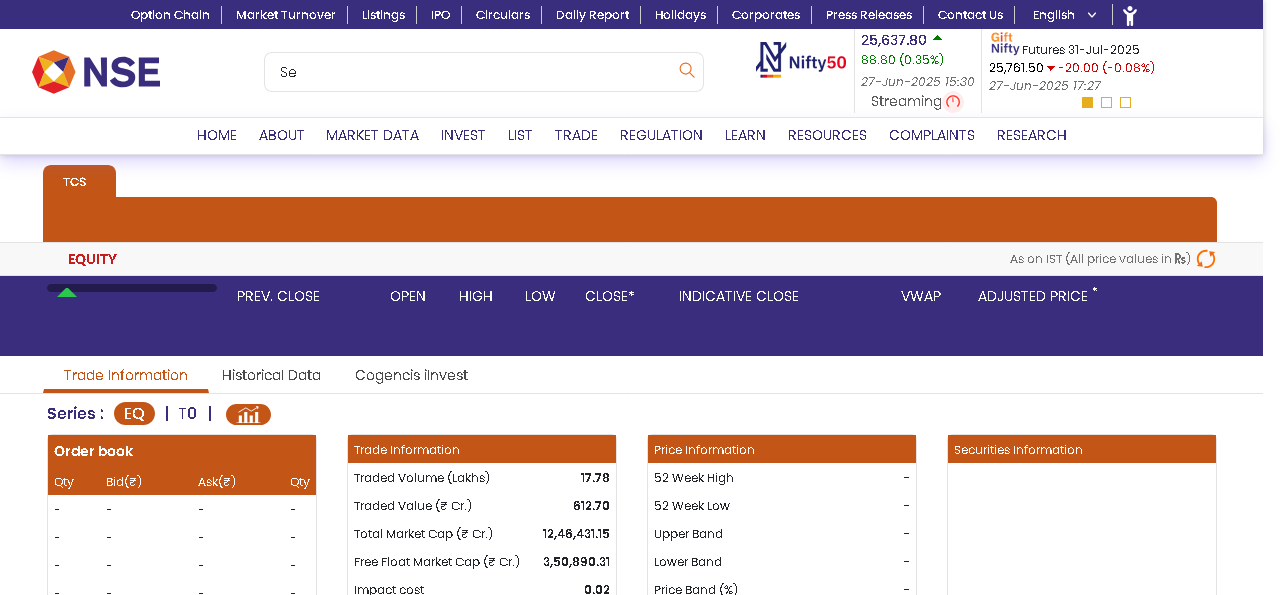 Option Chain Market Turnover Listings IPO Circulars Daily Report Holidays Corporates Press Releases Contact Us English
NSE
Se
Nifty50
25,637.80
88.80 (0.35%)
27-Jun-2025 15:30
Streaming
Gift
Nifty Futures 31-Jul-2025
25,761.50 -20.00 (-0.08%)
27-Jun-2025 17:27
HOME ABOUT MARKET DATA INVEST LIST TRADE REGULATION LEARN RESOURCES COMPLAINTS RESEARCH
TCS
EQUITY As on IST (All price values in Rs)
PREV. CLOSE OPEN HIGH LOW CLOSE* INDICATIVE CLOSE VWAP ADJUSTED PRICE *
Trade Information Historical Data Cogencis iInvest
Series : EQ | T0 |
Order book
Qty Bid(₹) Ask(₹) Qty
- - - -
- - - -
- - - -
- - - -
Trade Information
Traded Volume (Lakhs) 17.78
Traded Value (₹ Cr.) 612.70
Total Market Cap (₹ Cr.) 12,46,431.15
Free Float Market Cap (₹ Cr.) 3,50,890.31
Impact cost 0.02
Price Information
52 Week High -
52 Week Low -
Upper Band -
Lower Band -
Price Band (%) -
Securities Information